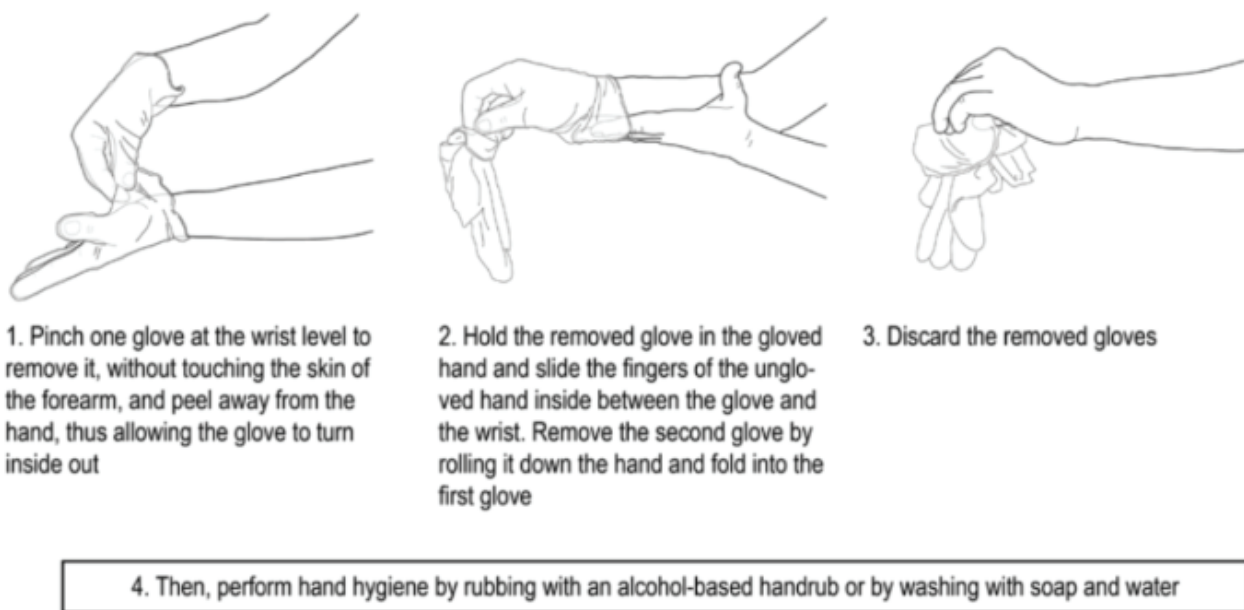 1. Pinch one glove at the wrist level to
remove it, without touching the skin of
the forearm, and peel away from the
hand, thus allowing the glove to turn
inside out
2. Hold the removed glove in the gloved
hand and slide the fingers of the unglo-
ved hand inside between the glove and
the wrist. Remove the second glove by
rolling it down the hand and fold into the
first glove
3. Discard the removed gloves
4. Then, perform hand hygiene by rubbing with an alcohol-based handrub or by washing with soap and water